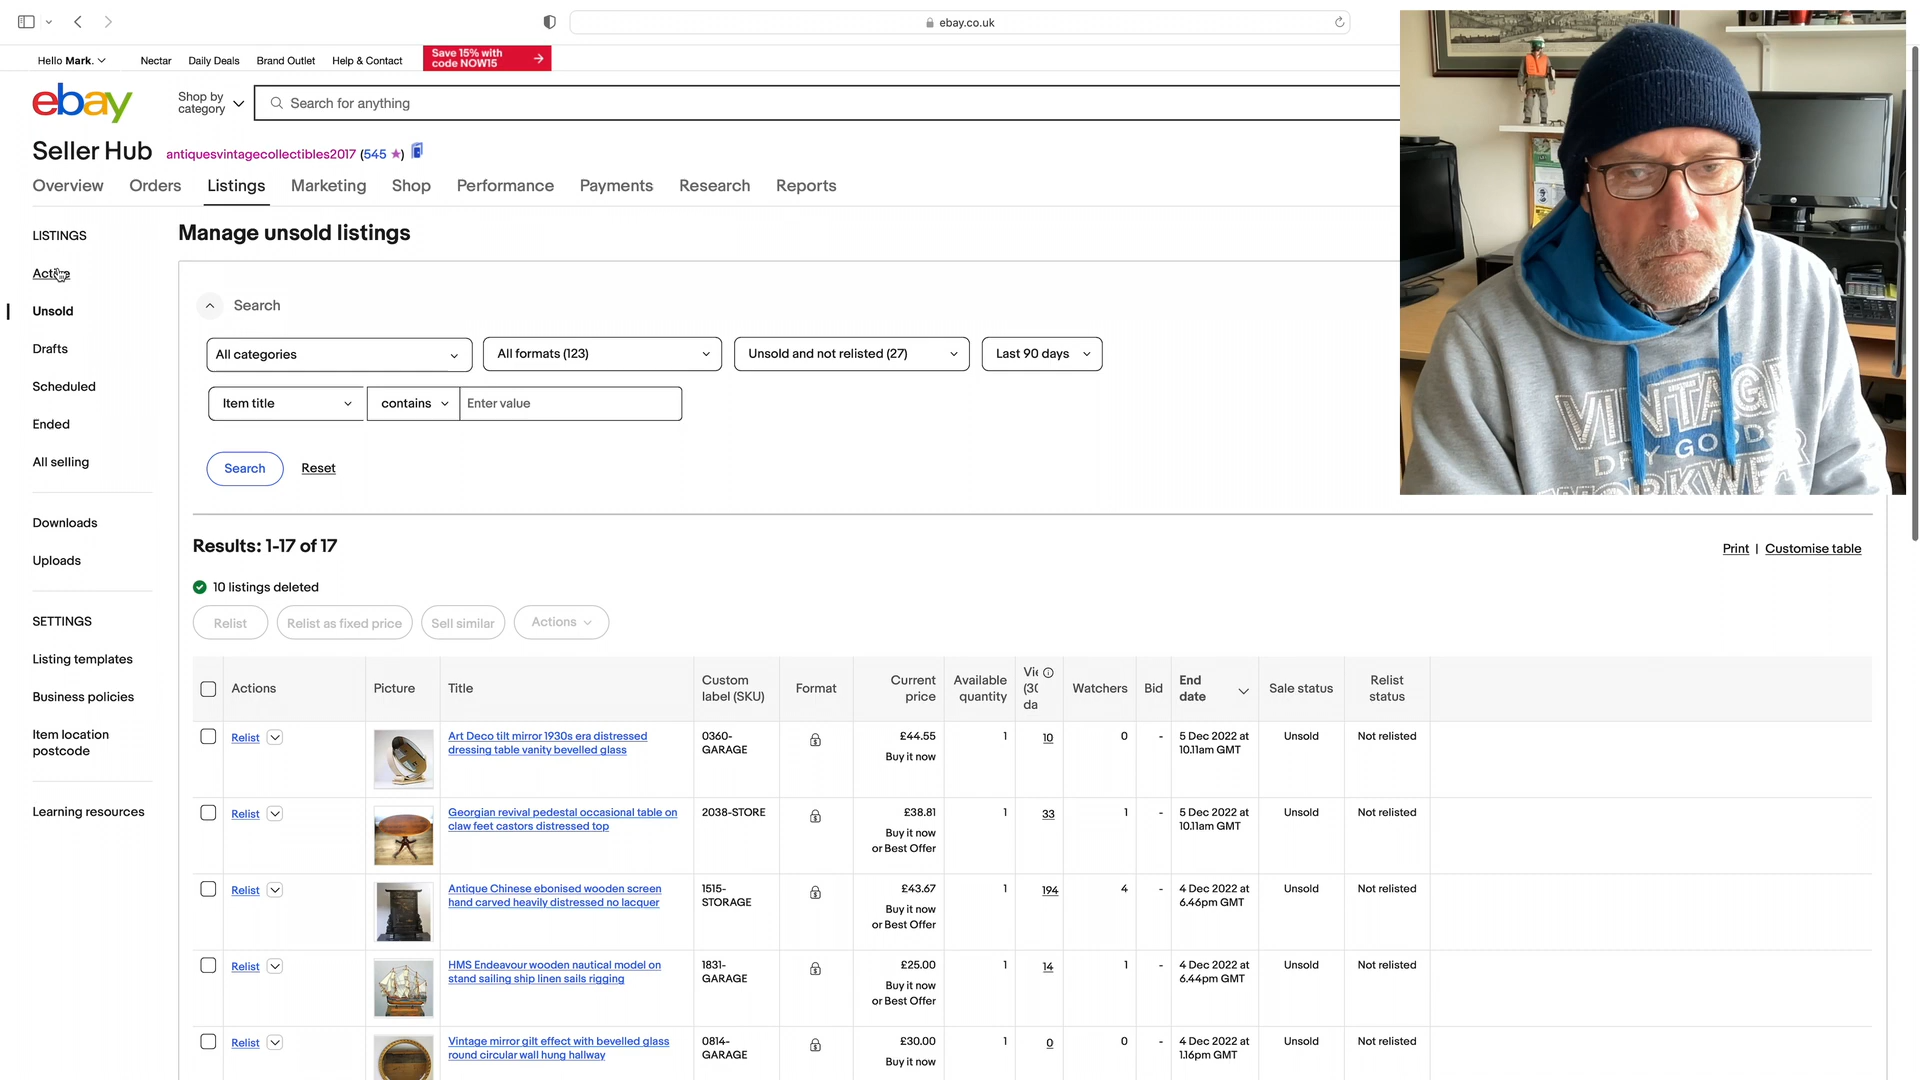 ebay.co.uk
Hello Mark.
Nectar
Daily Deals
Brand Outlet
Help & Contact
Save 15% with
code NOW15
ebay
Shop by
category
Search for anything
Seller Hub
antiquesvintagecollectibles2017 (545 ★)
Overview
Orders
Listings
Marketing
Shop
Performance
Payments
Research
Reports
LISTINGS
Active
Unsold
Drafts
Scheduled
Ended
All selling
Downloads
Uploads
SETTINGS
Listing templates
Business policies
Item location
postcode
Learning resources
Manage unsold listings
Search
All categories
All formats (123)
Unsold and not relisted (27)
Last 90 days
Item title
contains
Enter value
Search
Reset
Results: 1-17 of 17
Print | Customise table
10 listings deleted
Relist
Relist as fixed price
Sell similar
Actions
Actions
Picture
Title
Custom
label (SKU)
Format
Current
price
Available
quantity
Vie
(30
da
Watchers
Bid
End
date
Sale status
Relist
status
Relist
Art Deco tilt mirror 1930s era distressed
dressing table vanity bevelled glass
0360-
GARAGE
£44.55
Buy it now
1
10
0
-
5 Dec 2022 at
10.11am GMT
Unsold
Not relisted
Relist
Georgian revival pedestal occasional table on
claw feet castors distressed top
2038-STORE
£38.81
Buy it now
or Best Offer
1
33
1
-
5 Dec 2022 at
10.11am GMT
Unsold
Not relisted
Relist
Antique Chinese ebonised wooden screen
hand carved heavily distressed no lacquer
1515-
STORAGE
£43.67
Buy it now
or Best Offer
1
194
4
-
4 Dec 2022 at
6.46pm GMT
Unsold
Not relisted
Relist
HMS Endeavour wooden nautical model on
stand sailing ship linen sails rigging
1831-
GARAGE
£25.00
Buy it now
or Best Offer
1
14
1
-
4 Dec 2022 at
6.44pm GMT
Unsold
Not relisted
Relist
Vintage mirror gilt effect with bevelled glass
round circular wall hung hallway
0814-
GARAGE
£30.00
Buy it now
1
0
0
-
4 Dec 2022 at
1.16pm GMT
Unsold
Not relisted
VINTAGE
DRY GOODS
WORKWEAR